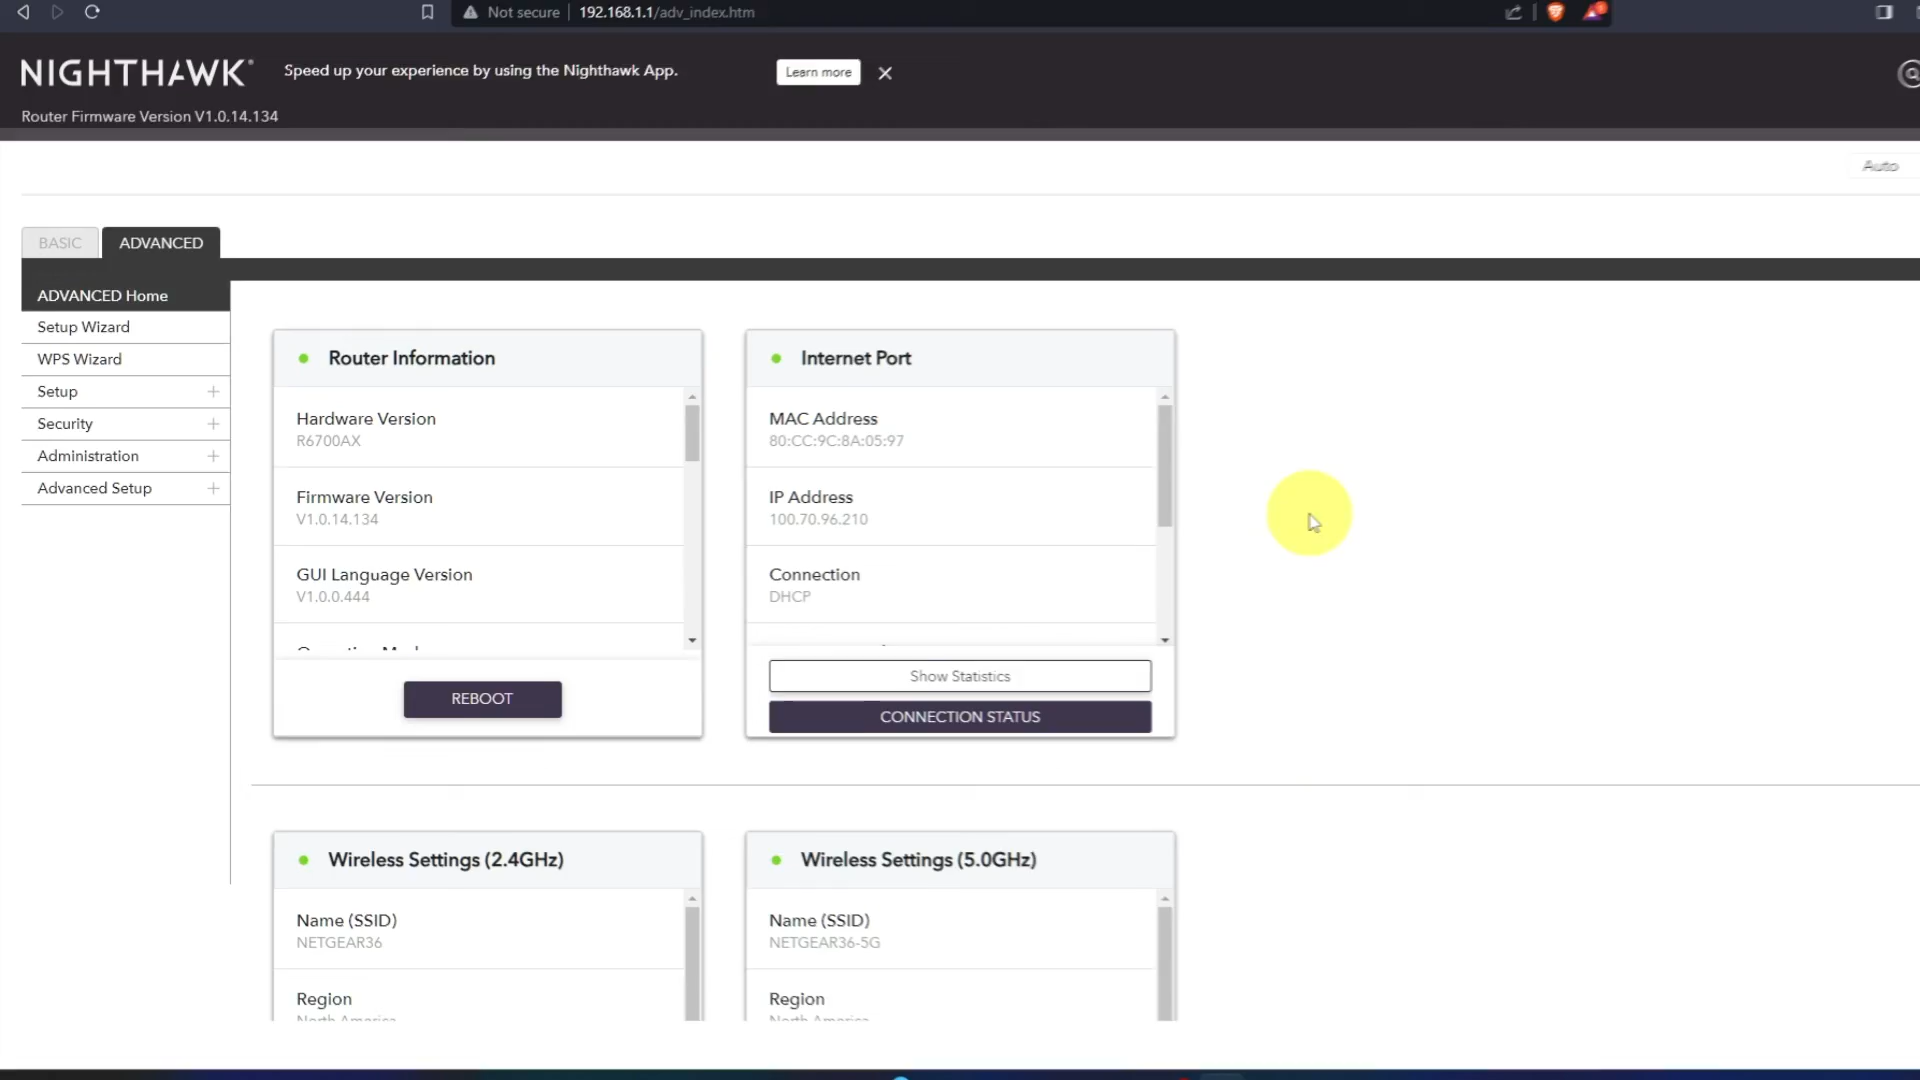 Not secure
192.168.1.1/adv_index.htm
NIGHTHAWK®
Speed up your experience by using the Nighthawk App.
Learn more
Router Firmware Version V1.0.14.134
Auto
BASIC
ADVANCED
ADVANCED Home
Setup Wizard
WPS Wizard
Setup
Security
Administration
Advanced Setup
Router Information
Hardware Version
R6700AX
Firmware Version
V1.0.14.134
GUI Language Version
V1.0.0.444
REBOOT
Internet Port
MAC Address
80:CC:9C:8A:05:97
IP Address
100.70.96.210
Connection
DHCP
Show Statistics
CONNECTION STATUS
Wireless Settings (2.4GHz)
Name (SSID)
NETGEAR36
Region
North America
Wireless Settings (5.0GHz)
Name (SSID)
NETGEAR36-5G
Region
North America